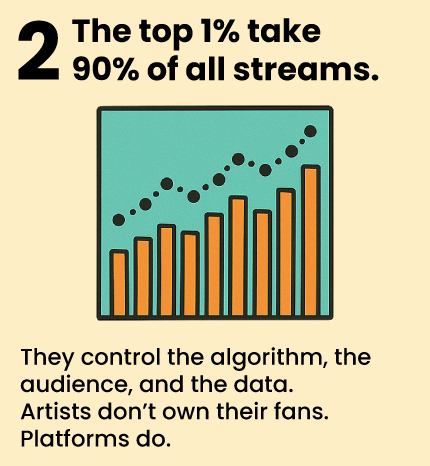 2 The top 1% take
90% of all streams.
They control the algorithm, the
audience, and the data.
Artists don’t own their fans.
Platforms do.